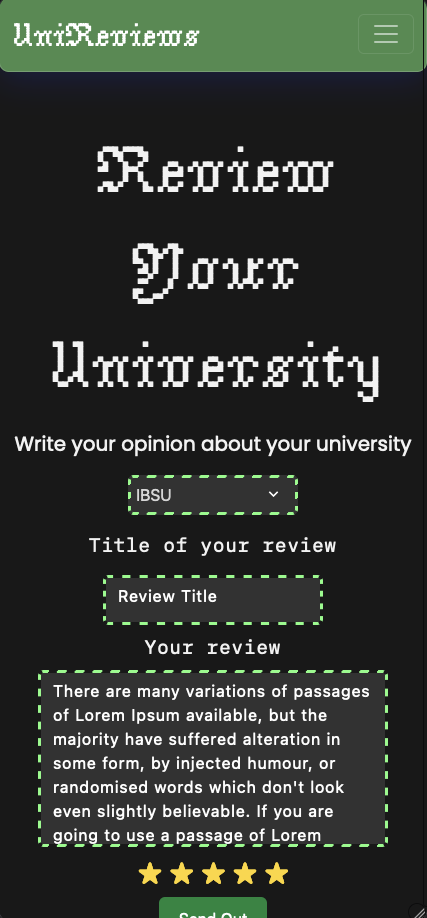 UniReviews
Review
Your
University
Write your opinion about your university
IBSU
Title of your review
Review Title
Your review
There are many variations of passages
of Lorem Ipsum available, but the
majority have suffered alteration in
some form, by injected humour, or
randomised words which don't look
even slightly believable. If you are
going to use a passage of Lorem
Send Out